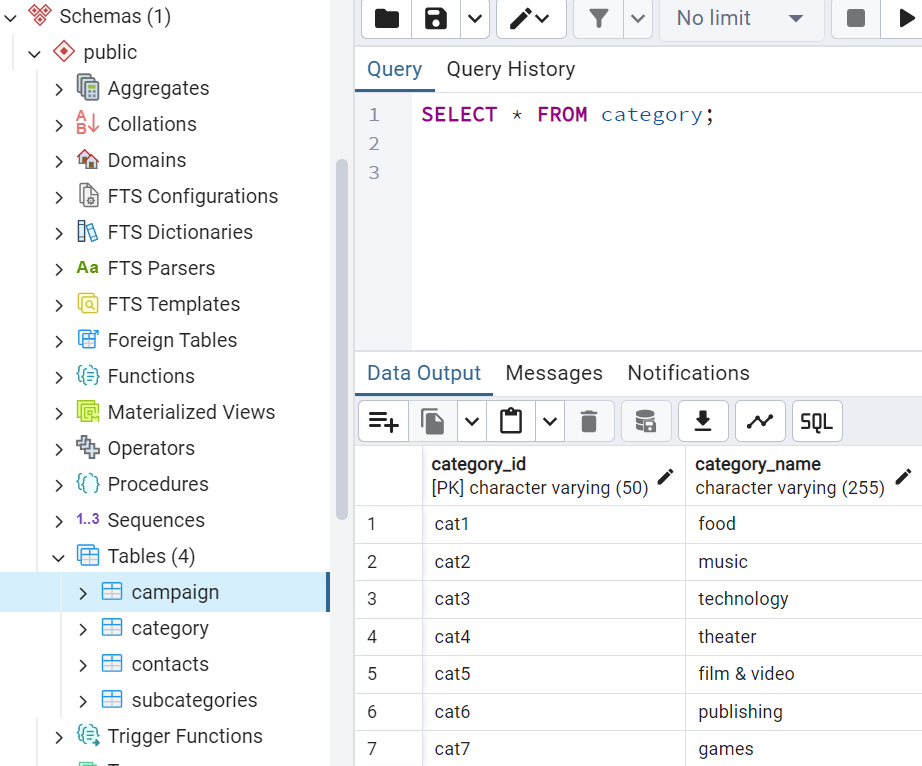 Schemas (1)
public
Aggregates
Collations
Domains
FTS Configurations
FTS Dictionaries
Aa FTS Parsers
FTS Templates
Foreign Tables
Functions
Materialized Views
Operators
Procedures
1..3 Sequences
Tables (4)
campaign
category
contacts
subcategories
Trigger Functions
No limit
Query Query History
1 SELECT * FROM category;
2
3
Data Output Messages Notifications
SQL
category_id category_name
[PK] character varying (50) character varying (255)
1 cat1 food
2 cat2 music
3 cat3 technology
4 cat4 theater
5 cat5 film & video
6 cat6 publishing
7 cat7 games